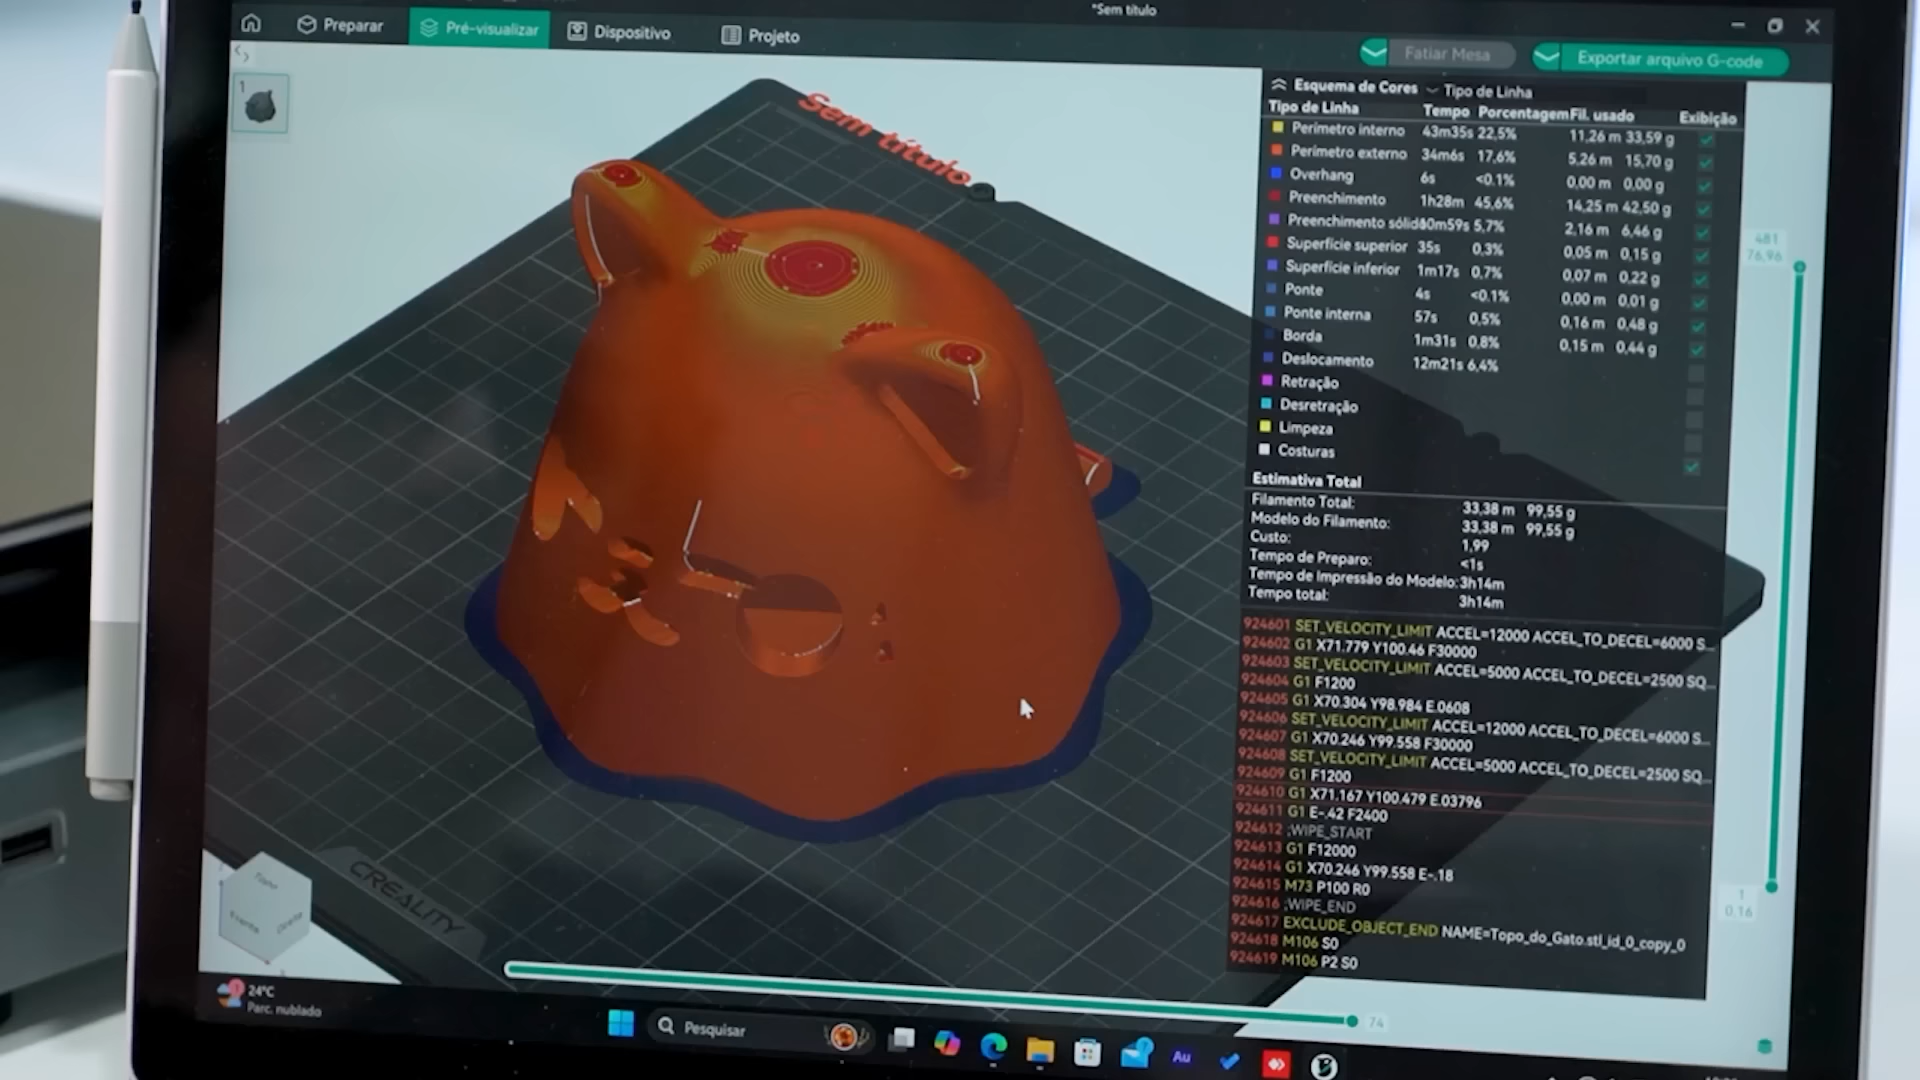 *Sem título
Preparar
Pré-visualizar
Dispositivo
Projeto
Fatiar Mesa
Exportar arquivo G-code
1
Sem título
Esquema de Cores Tipo de Linha
Tipo de Linha Tempo Porcentagem Fil. usado Exibição
Perímetro interno 43m35s 22,5% 11,26 m 33,59 g
Perímetro externo 34m6s 17,6% 5,26 m 15,70 g
Overhang 6s <0.1% 0,00 m 0,00 g
Preenchimento 1h28m 45,6% 14,25 m 42,50 g
Preenchimento sólido 10m59s 5,7% 2,16 m 6,46 g
Superfície superior 35s 0.3% 0,05 m 0,15 g
Superfície inferior 1m17s 0,7% 0,07 m 0,22 g
Ponte 4s <0.1% 0,00 m 0,01 g
Ponte interna 57s 0,5% 0,16 m 0,48 g
Borda 1m31s 0,8% 0,15 m 0,44 g
Deslocamento 12m21s 6,4%
Retração
Desretração
Limpeza
Costuras
Estimativa Total
Filamento Total: 33,38 m 99,55 g
Modelo do Filamento: 33,38 m 99,55 g
Custo: 1,99
Tempo de Preparo: <1s
Tempo de Impressão do Modelo: 3h14m
Tempo total: 3h14m
924601 SET_VELOCITY_LIMIT ACCEL=12000 ACCEL_TO_DECEL=6000 S...
924602 G1 X71.779 Y100.46 F30000
924603 SET_VELOCITY_LIMIT ACCEL=5000 ACCEL_TO_DECEL=2500 SQ...
924604 G1 F1200
924605 G1 X70.304 Y98.984 E.0608
924606 SET_VELOCITY_LIMIT ACCEL=12000 ACCEL_TO_DECEL=6000 S...
924607 G1 X70.246 Y99.558 F30000
924608 SET_VELOCITY_LIMIT ACCEL=5000 ACCEL_TO_DECEL=2500 SQ...
924609 G1 F1200
924610 G1 X71.167 Y100.479 E.03796
924611 G1 E-.42 F2400
924612 ;WIPE_START
924613 G1 F12000
924614 G1 X70.246 Y99.558 E-.18
924615 M73 P100 R0
924616 ;WIPE_END
924617 EXCLUDE_OBJECT_END NAME=Topo_do_Gato.stl_id_0_copy_0
924618 M106 S0
924619 M106 P2 S0
481
76,96
1
0.16
74
CREALITY
Frente
Direita
24°C
Parc. nublado
Pesquisar
Au